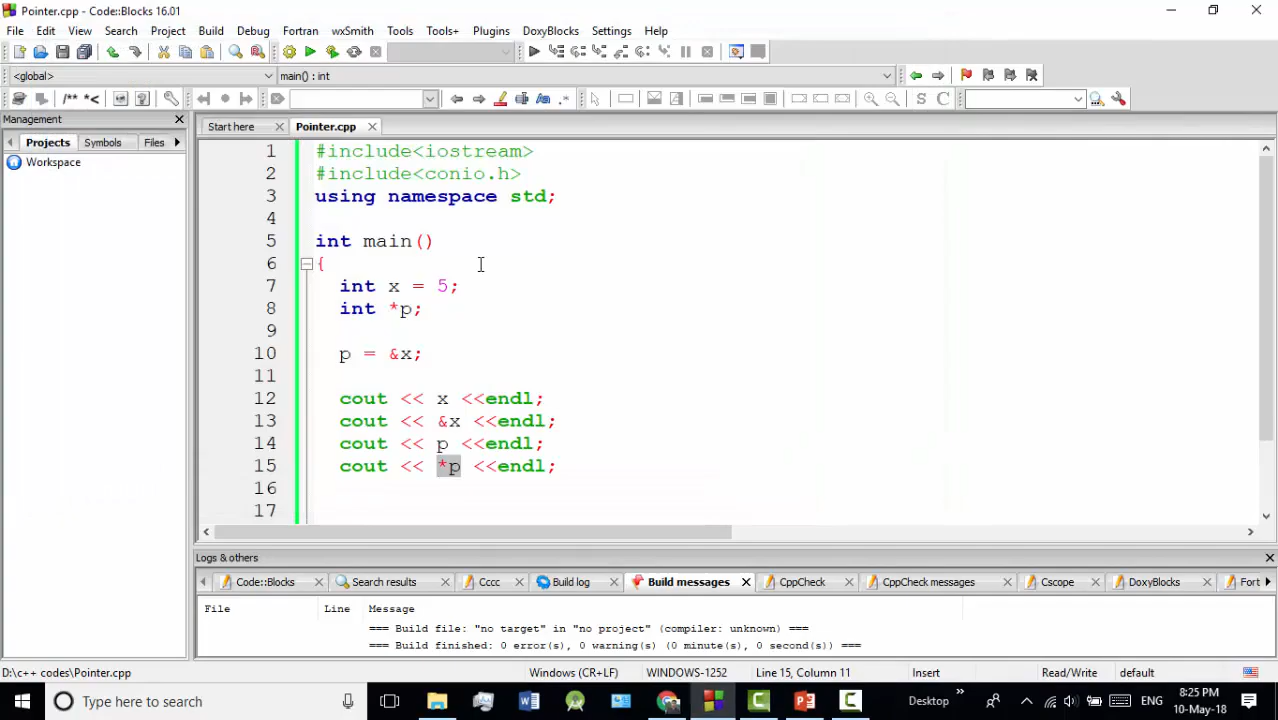 Pointer.cpp - Code::Blocks 16.01
File Edit View Search Project Build Debug Fortran wxSmith Tools Tools+ Plugins DoxyBlocks Settings Help
<global> main() : int
/** *< S C
Management
Projects Symbols Files
Workspace
Start here Pointer.cpp
1 #include<iostream>
2 #include<conio.h>
3 using namespace std;
4
5 int main()
6 {
7 int x = 5;
8 int *p;
9
10 p = &x;
11
12 cout << x <<endl;
13 cout << &x <<endl;
14 cout << p <<endl;
15 cout << *p <<endl;
16
17
Logs & others
Code::Blocks Search results Cccc Build log Build messages CppCheck CppCheck messages Cscope DoxyBlocks Fort
File Line Message
=== Build file: "no target" in "no project" (compiler: unknown) ===
=== Build finished: 0 error(s), 0 warning(s) (0 minute(s), 0 second(s)) ===
D:\c++ codes\Pointer.cpp Windows (CR+LF) WINDOWS-1252 Line 15, Column 11 Insert Read/Write default
Type here to search Desktop ENG 8:25 PM
10-May-18